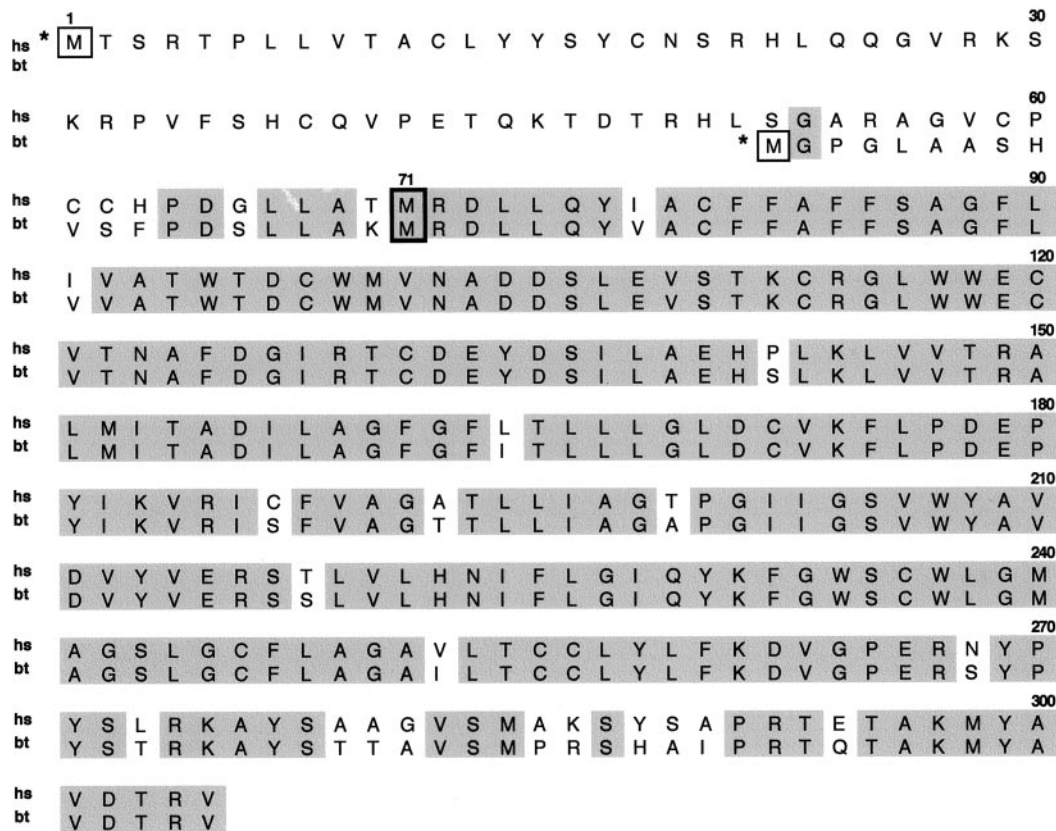 1 30
hs * M T S R T P L L V T A C L Y Y S Y C N S R H L Q Q G V R K S
bt
60
hs K R P V F S H C Q V P E T Q K T D T R H L S G A R A G V C P
bt * M G P G L A A S H
71 90
hs C C H P D G L L A T M R D L L Q Y I A C F F A F F S A G F L
bt V S F P D S L L A K M R D L L Q Y V A C F F A F F S A G F L
120
hs I V A T W T D C W M V N A D D S L E V S T K C R G L W W E C
bt V V A T W T D C W M V N A D D S L E V S T K C R G L W W E C
150
hs V T N A F D G I R T C D E Y D S I L A E H P L K L V V T R A
bt V T N A F D G I R T C D E Y D S I L A E H S L K L V V T R A
180
hs L M I T A D I L A G F G F L T L L L G L D C V K F L P D E P
bt L M I T A D I L A G F G F I T L L L G L D C V K F L P D E P
210
hs Y I K V R I C F V A G A T L L I A G T P G I I G S V W Y A V
bt Y I K V R I S F V A G T T L L I A G A P G I I G S V W Y A V
240
hs D V Y V E R S T L V L H N I F L G I Q Y K F G W S C W L G M
bt D V Y V E R S S L V L H N I F L G I Q Y K F G W S C W L G M
270
hs A G S L G C F L A G A V L T C C L Y L F K D V G P E R N Y P
bt A G S L G C F L A G A I L T C C L Y L F K D V G P E R S Y P
300
hs Y S L R K A Y S A A G V S M A K S Y S A P R T E T A K M Y A
bt Y S T R K A Y S T T A V S M P R S H A I P R T Q T A K M Y A
hs V D T R V
bt V D T R V